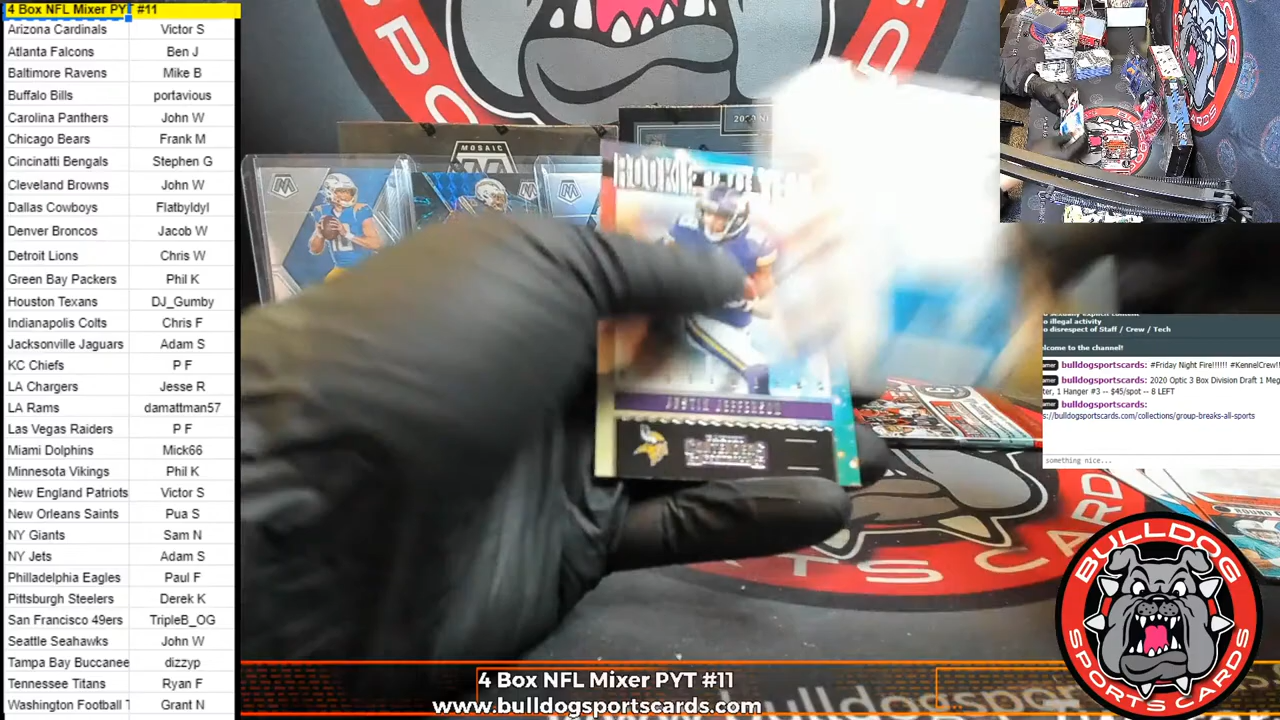 4 Box NFL Mixer PYT #11
Arizona Cardinals Victor S
Atlanta Falcons Ben J
Baltimore Ravens Mike B
Buffalo Bills portavious
Carolina Panthers John W
Chicago Bears Frank M
Cincinatti Bengals Stephen G
Cleveland Browns John W
Dallas Cowboys Flatbyldyl
Denver Broncos Jacob W
Detroit Lions Chris W
Green Bay Packers Phil K
Houston Texans DJ_Gumby
Indianapolis Colts Chris F
Jacksonville Jaguars Adam S
KC Chiefs P F
LA Chargers Jesse R
LA Rams damattman57
Las Vegas Raiders P F
Miami Dolphins Mick66
Minnesota Vikings Phil K
New England Patriots Victor S
New Orleans Saints Pua S
NY Giants Sam N
NY Jets Adam S
Philadelphia Eagles Paul F
Pittsburgh Steelers Derek K
San Francisco 49ers TripleB_OG
Seattle Seahawks John W
Tampa Bay Buccanee dizzyp
Tennessee Titans Ryan F
Washington Football T Grant N
MOSAIC
ROOKIE OF THE YEAR
JUSTIN JEFFERSON
o illegal activity
o disrespect of Staff / Crew / Tech
elcome to the channel!
bulldogsportscards: #Friday Night Fire!!!!!! #KennelCrew!!
bulldogsportscards: 2020 Optic 3 Box Division Draft 1 Meg
ter, 1 Hanger #3 -- $45/spot -- 8 LEFT
bulldogsportscards:
s://bulldogsportscards.com/collections/group-breaks-all-sports
something nice...
BULLDOG
SPORTS CARDS
4 Box NFL Mixer PYT #11
www.bulldogsportscards.com